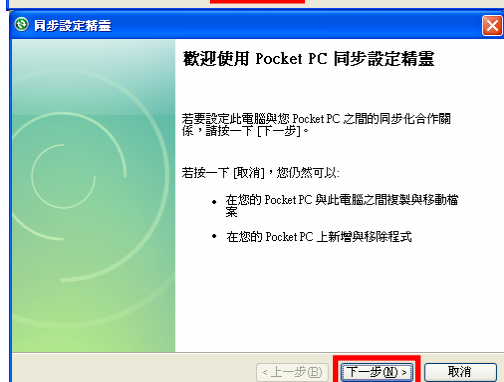 同步設定精靈
歡迎使用 Pocket PC 同步設定精靈
若要設定此電腦與您 Pocket PC 之間的同步化合作關
係，請按一下 [下一步]。
若按一下 [取消]，您仍然可以:
• 在您的 Pocket PC 與此電腦之間複製與移動檔
案
• 在您的 Pocket PC 上新增與移除程式
<上一步(B) 下一步(N)> 取消